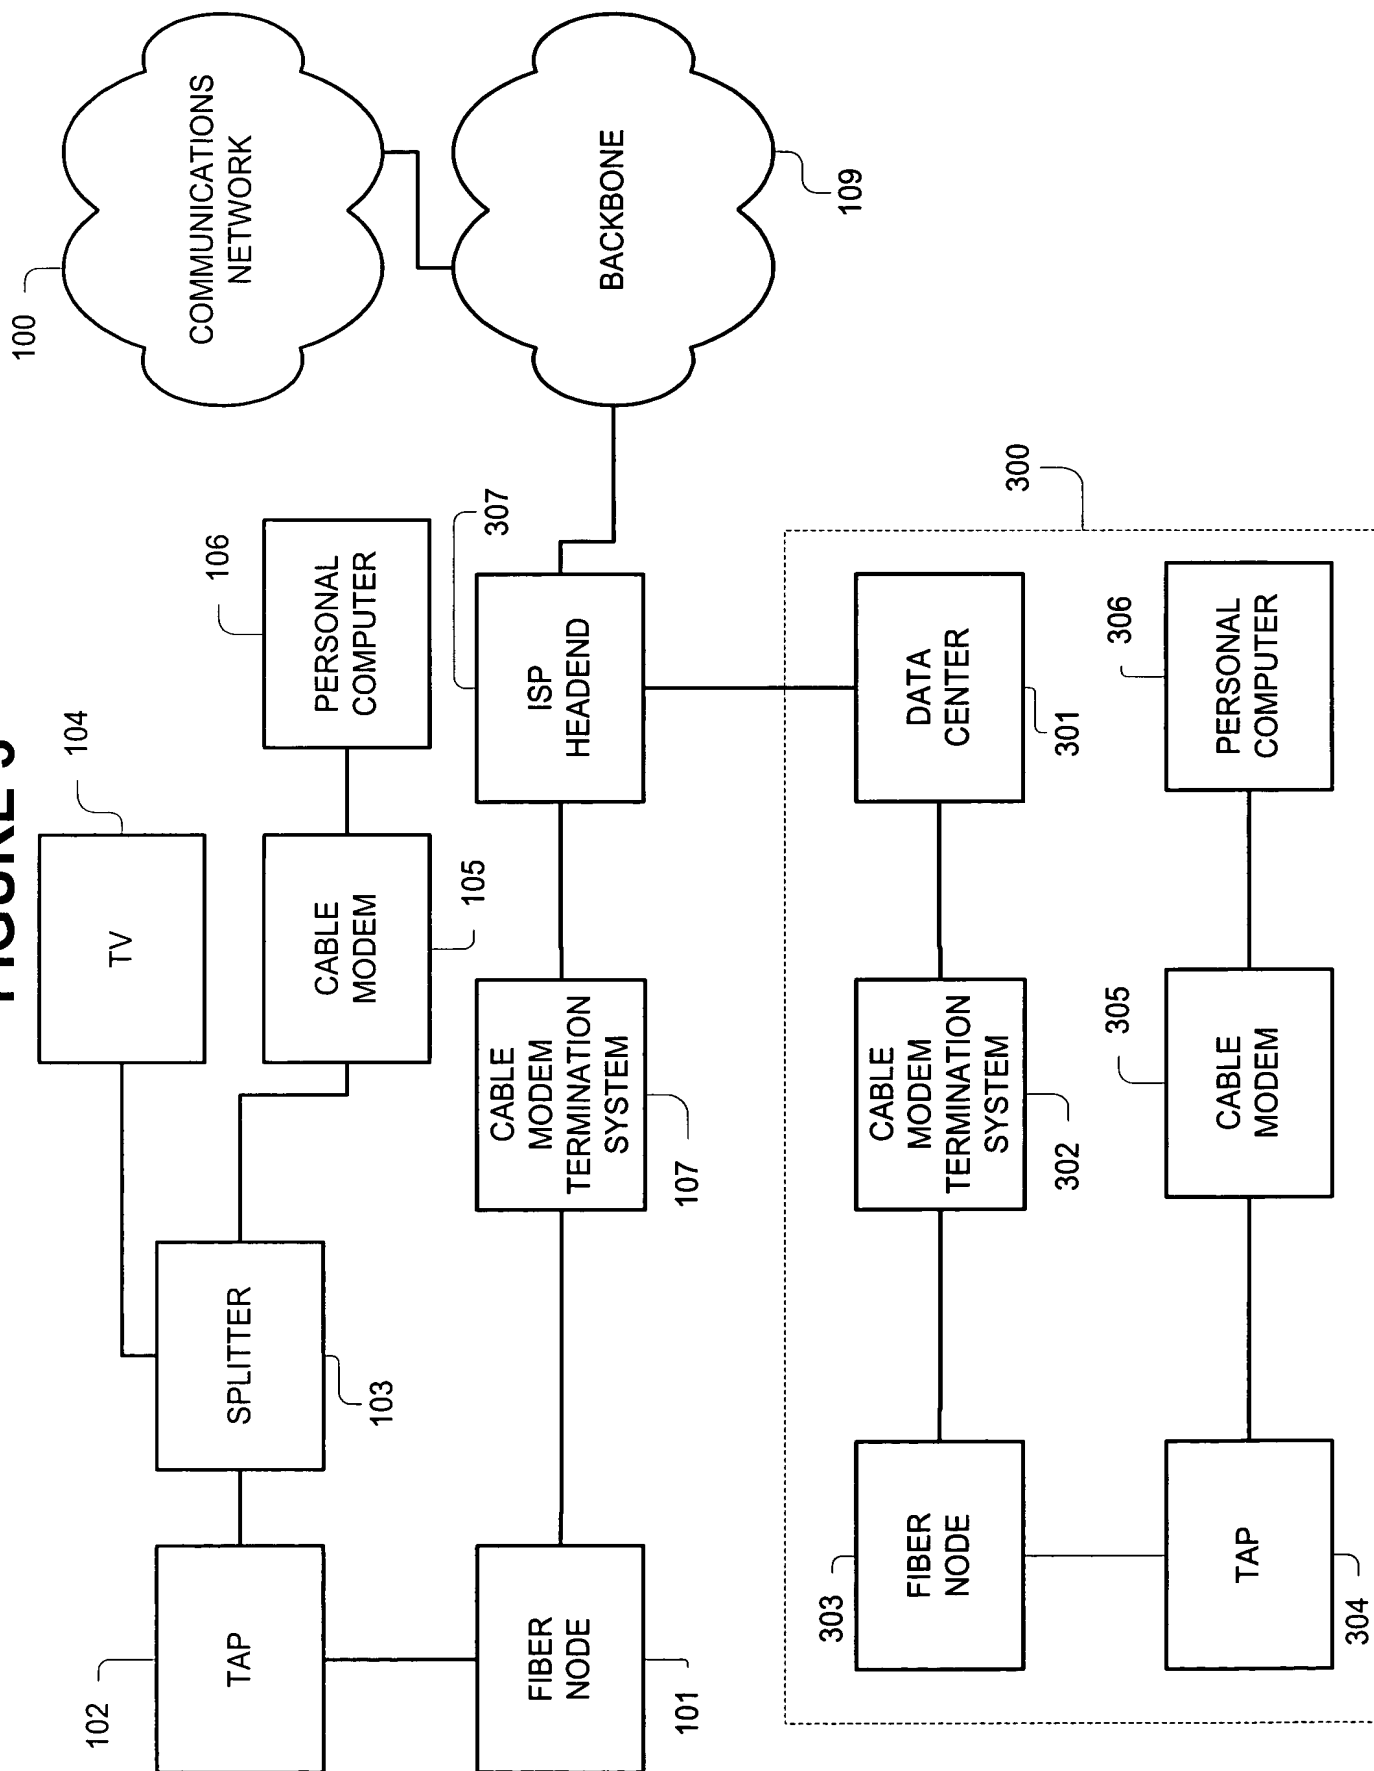 FIGURE 3
100
104
TV
COMMUNICATIONS
NETWORK
102
TAP
SPLITTER
103
106
CABLE
MODEM
105
PERSONAL
COMPUTER
307
FIBER
NODE
101
CABLE
MODEM
TERMINATION
SYSTEM
107
ISP
HEADEND
BACKBONE
109
300
303
FIBER
NODE
CABLE
MODEM
TERMINATION
SYSTEM
302
DATA
CENTER
301
305
306
TAP
304
CABLE
MODEM
PERSONAL
COMPUTER